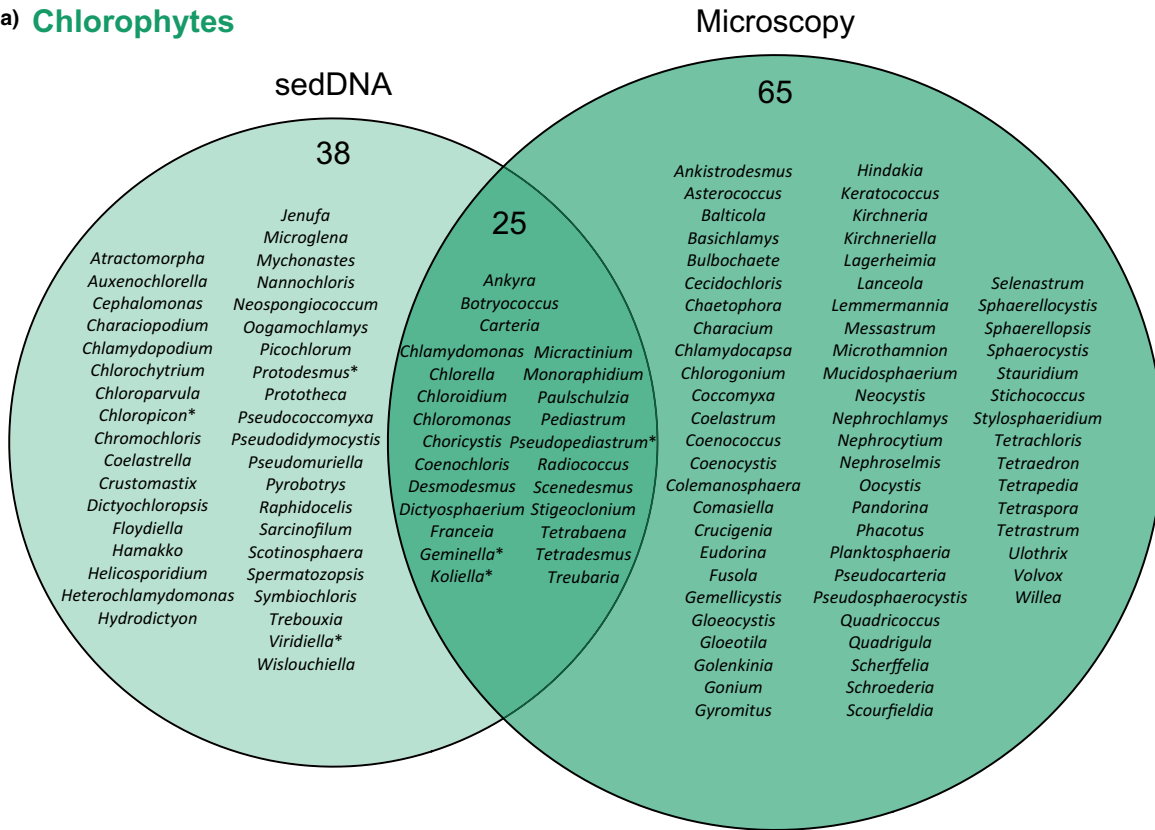 a) Chlorophytes
Microscopy
sedDNA
38
25
65
Atractomorpha
Auxenochlorella
Cephalomonas
Characiopodium
Chlamydopodium
Chlorochytrium
Chloroparvula
Chloropicon*
Chromochloris
Coelastrella
Crustomastix
Dictyochloropsis
Floydiella
Hamakko
Helicosporidium
Heterochlamydomonas
Hydrodictyon
Jenufa
Microglena
Mychonastes
Nannochloris
Neospongiococcum
Oogamochlamys
Picochlorum
Protodesmus*
Prototheca
Pseudococcomyxa
Pseudodidymocystis
Pseudomuriella
Pyrobotrys
Raphidocelis
Sarcinofilum
Scotinosphaera
Spermatozopsis
Symbiochloris
Trebouxia
Viridiella*
Wislouchiella
Ankyra
Botryococcus
Carteria
Chlamydomonas
Chlorella
Chloroidium
Chloromonas
Choricystis
Coenochloris
Desmodesmus
Dictyosphaerium
Franceia
Geminella*
Koliella*
Micractinium
Monoraphidium
Paulschulzia
Pediastrum
Pseudopediastrum*
Radiococcus
Scenedesmus
Stigeoclonium
Tetrabaena
Tetradesmus
Treubaria
Ankistrodesmus
Asterococcus
Balticola
Basichlamys
Bulbochaete
Cecidochloris
Chaetophora
Characium
Chlamydocapsa
Chlorogonium
Coccomyxa
Coelastrum
Coenococcus
Coenocystis
Colemanosphaera
Comasiella
Crucigenia
Eudorina
Fusola
Gemellicystis
Gloeocystis
Gloeotila
Golenkinia
Gonium
Gyromitus
Hindakia
Keratococcus
Kirchneria
Kirchneriella
Lagerheimia
Lanceola
Lemmermannia
Messastrum
Microthamnion
Mucidosphaerium
Neocystis
Nephrochlamys
Nephrocytium
Nephroselmis
Oocystis
Pandorina
Phacotus
Planktosphaeria
Pseudocarteria
Pseudosphaerocystis
Quadricoccus
Quadrigula
Scherffelia
Schroederia
Scourfieldia
Selenastrum
Sphaerellocystis
Sphaerellopsis
Sphaerocystis
Stauridium
Stichococcus
Stylosphaeridium
Tetrachloris
Tetraedron
Tetrapedia
Tetraspora
Tetrastrum
Ulothrix
Volvox
Willea